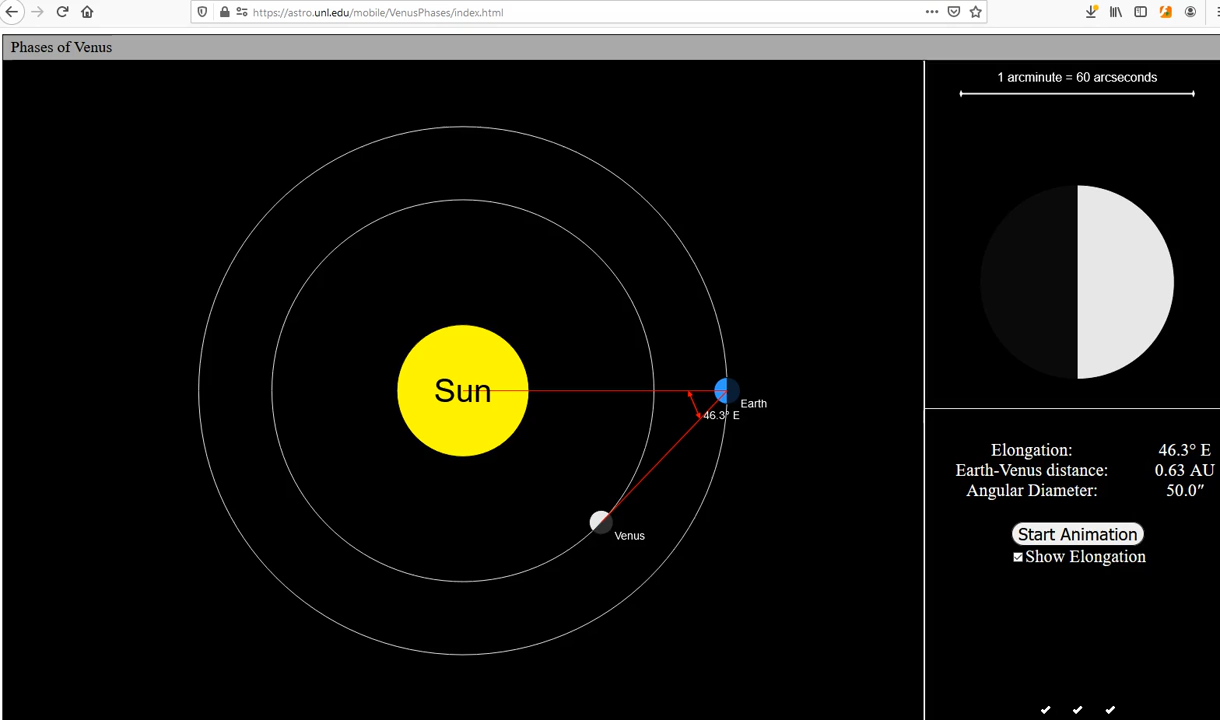 https://astro.unl.edu/mobile/VenusPhases/index.html
Phases of Venus
1 arcminute = 60 arcseconds
Sun
Earth
46.3° E
Venus
Elongation: 46.3° E
Earth-Venus distance: 0.63 AU
Angular Diameter: 50.0″
Start Animation
Show Elongation